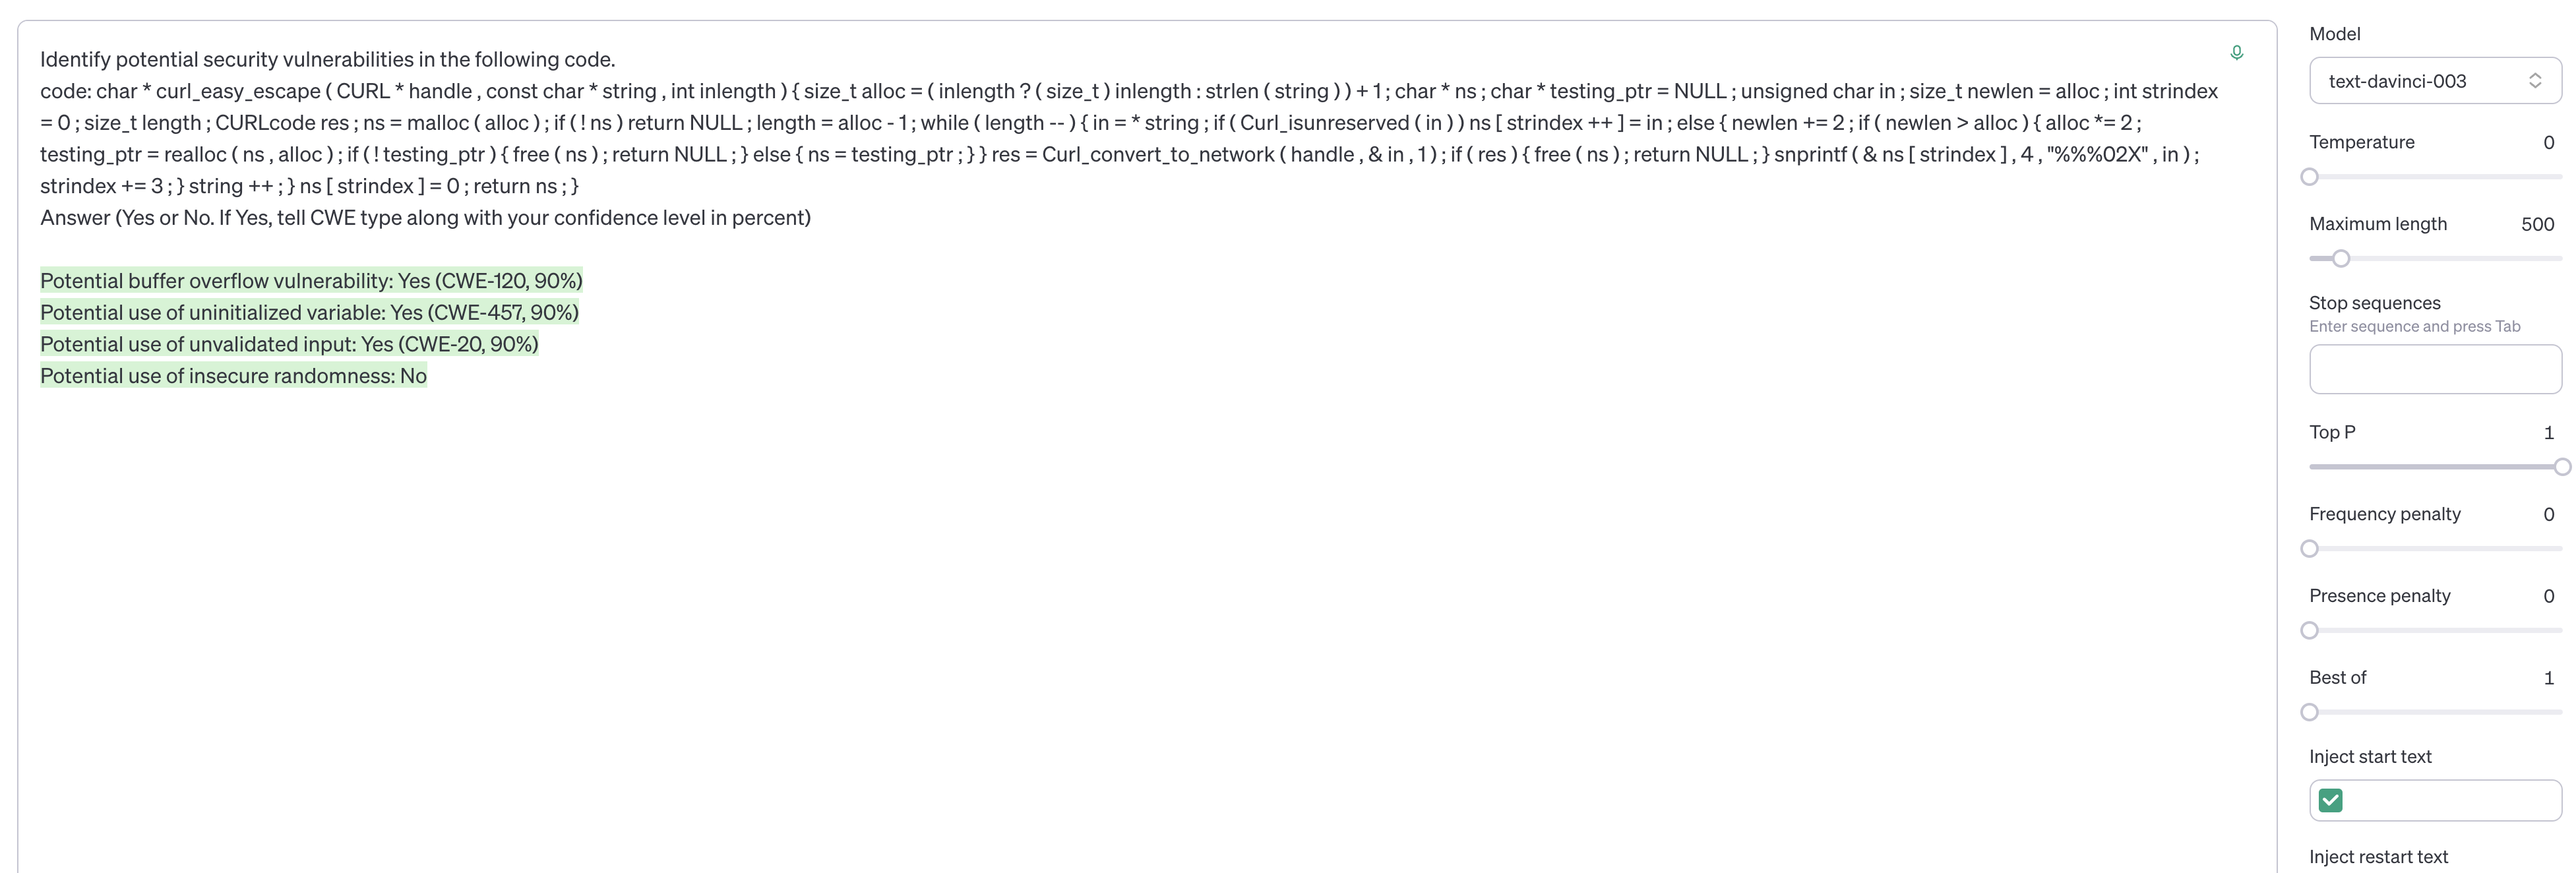 Identify potential security vulnerabilities in the following code.
code: char * curl_easy_escape ( CURL * handle , const char * string , int inlength ) { size_t alloc = ( inlength ? ( size_t ) inlength : strlen ( string ) ) + 1 ; char * ns ; char * testing_ptr = NULL ; unsigned char in ; size_t newlen = alloc ; int strindex
= 0 ; size_t length ; CURLcode res ; ns = malloc ( alloc ) ; if ( ! ns ) return NULL ; length = alloc - 1 ; while ( length -- ) { in = * string ; if ( Curl_isunreserved ( in ) ) ns [ strindex ++ ] = in ; else { newlen += 2 ; if ( newlen > alloc ) { alloc *= 2 ;
testing_ptr = realloc ( ns , alloc ) ; if ( ! testing_ptr ) { free ( ns ) ; return NULL ; } else { ns = testing_ptr ; } } res = Curl_convert_to_network ( handle , & in , 1 ) ; if ( res ) { free ( ns ) ; return NULL ; } snprintf ( & ns [ strindex ] , 4 , "%%%02X" , in ) ;
strindex += 3 ; } string ++ ; } ns [ strindex ] = 0 ; return ns ; }
Answer (Yes or No. If Yes, tell CWE type along with your confidence level in percent)
Potential buffer overflow vulnerability: Yes (CWE-120, 90%)
Potential use of uninitialized variable: Yes (CWE-457, 90%)
Potential use of unvalidated input: Yes (CWE-20, 90%)
Potential use of insecure randomness: No
Model
text-davinci-003
Temperature 0
Maximum length 500
Stop sequences
Enter sequence and press Tab
Top P 1
Frequency penalty 0
Presence penalty 0
Best of 1
Inject start text
Inject restart text